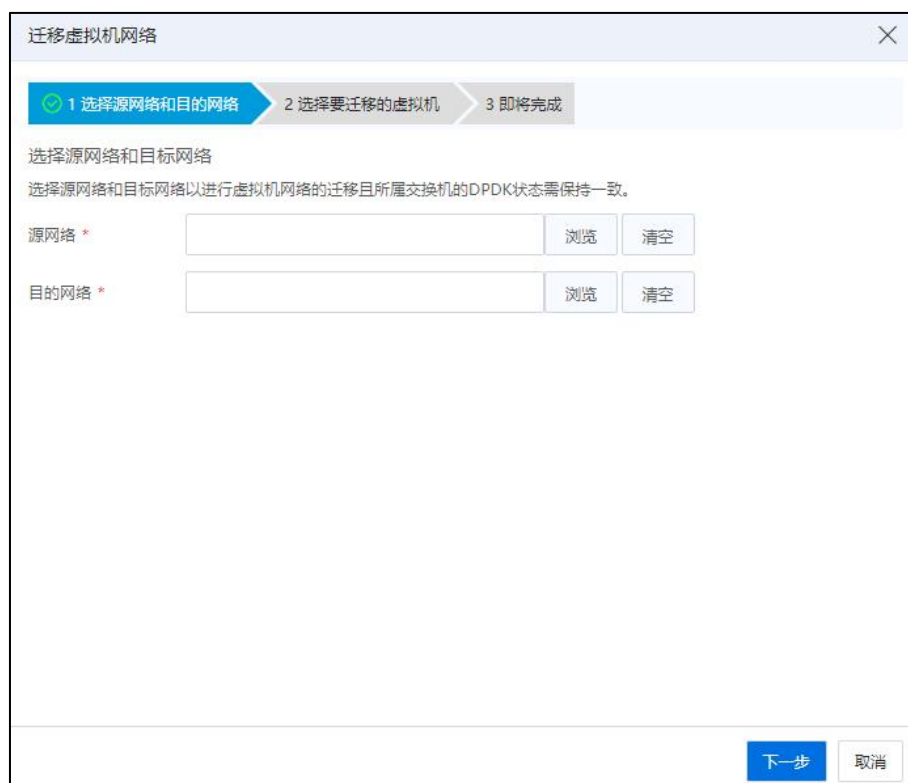 迁移虚拟机网络
1 选择源网络和目的网络 2 选择要迁移的虚拟机 3 即将完成
选择源网络和目标网络
选择源网络和目标网络以进行虚拟机网络的迁移且所属交换机的DPDK状态需保持一致。
源网络 * 浏览 清空
目的网络 * 浏览 清空
下一步 取消